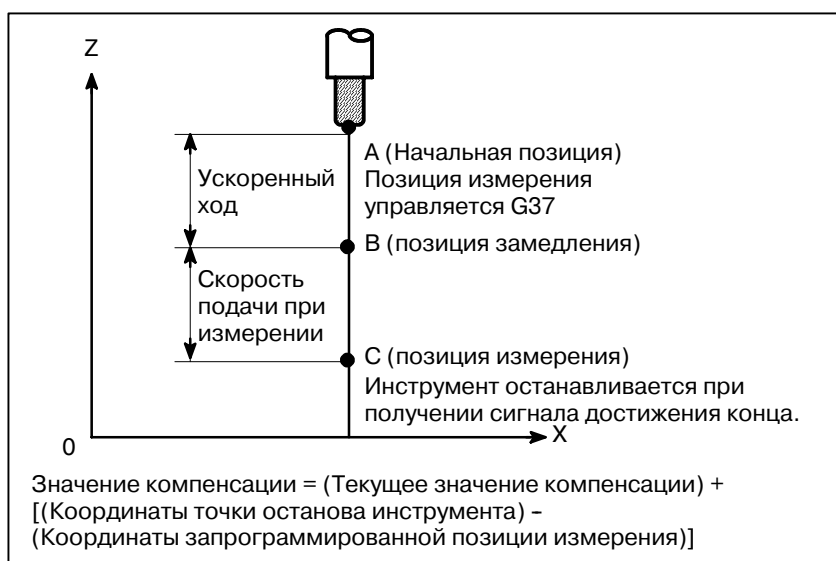 Z
A (Начальная позиция)
Позиция измерения
управляется G37
Ускоренный
ход
B (позиция замедления)
Скорость
подачи при
измерении
C (позиция измерения)
Инструмент останавливается при
получении сигнала достижения конца.
0
X
Значение компенсации = (Текущее значение компенсации) +
[(Координаты точки останова инструмента) –
(Координаты запрограммированной позиции измерения)]